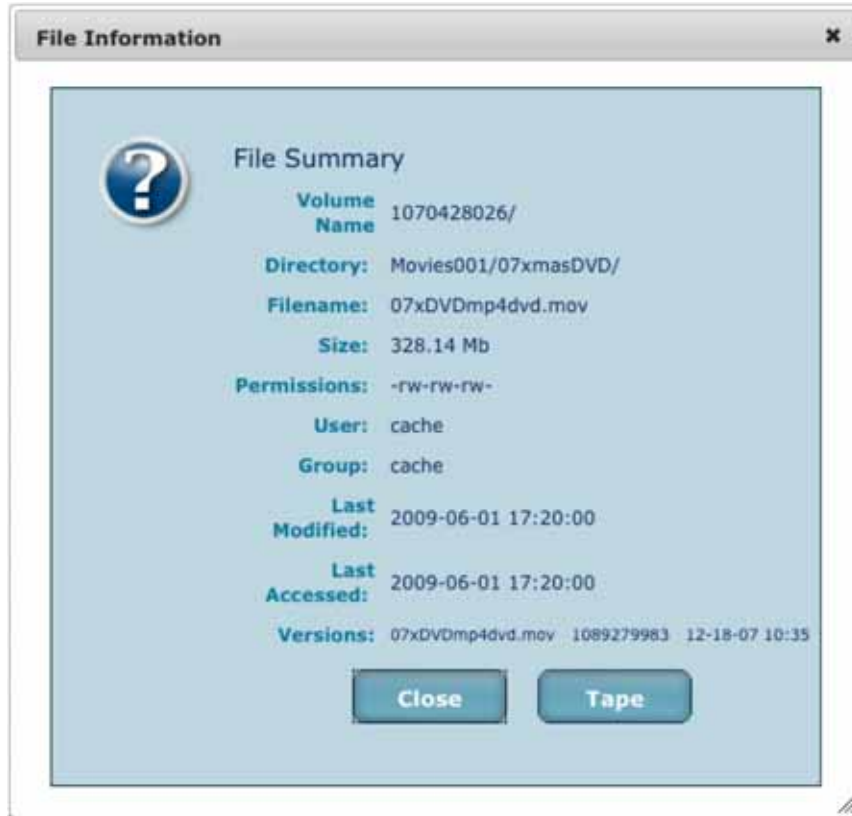 File Information
File Summary
Volume
Name 1070428026/
Directory: Movies001/07xmasDVD/
Filename: 07xDVDmp4dvd.mov
Size: 328.14 Mb
Permissions: -rw-rw-rw-
User: cache
Group: cache
Last
Modified: 2009-06-01 17:20:00
Last
Accessed: 2009-06-01 17:20:00
Versions: 07xDVDmp4dvd.mov 1089279983 12-18-07 10:35
Close Tape